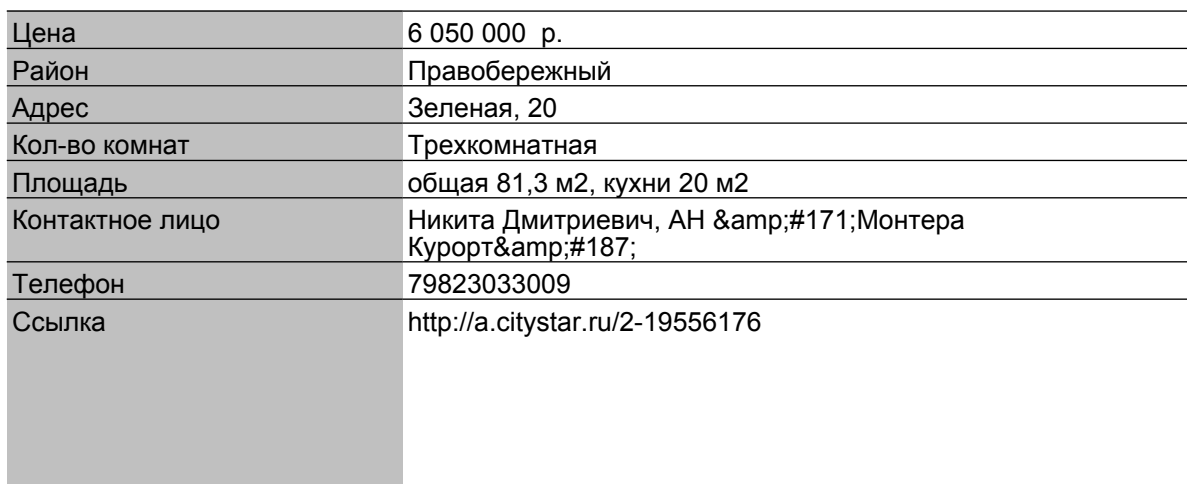 Цена 6 050 000 р.
Район Правобережный
Адрес Зеленая, 20
Кол-во комнат Трехкомнатная
Площадь общая 81,3 м2, кухни 20 м2
Контактное лицо Никита Дмитриевич, АН &amp;#171;Монтера
Курорт&amp;#187;
Телефон 79823033009
Ссылка http://a.citystar.ru/2-19556176